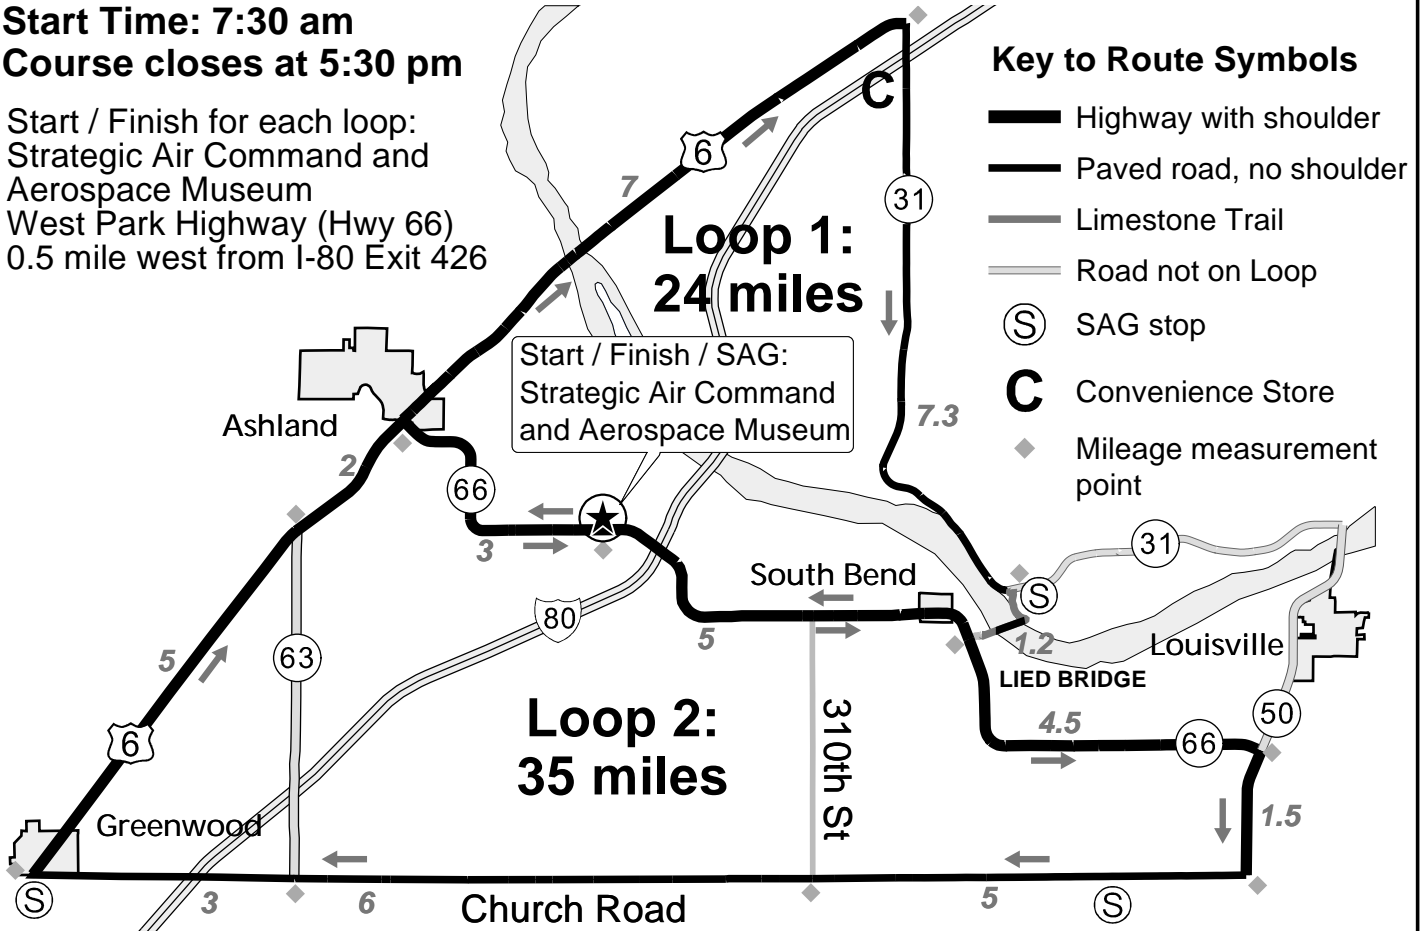 Start Time: 7:30 am
Course closes at 5:30 pm
Start / Finish for each loop:
Strategic Air Command and
Aerospace Museum
West Park Highway (Hwy 66)
0.5 mile west from I-80 Exit 426
Key to Route Symbols
Highway with shoulder
Paved road, no shoulder
Limestone Trail
Road not on Loop
S SAG stop
C Convenience Store
Mileage measurement
point
C
6
7
31
Loop 1:
24 miles
Start / Finish / SAG:
Strategic Air Command
and Aerospace Museum
Ashland
7.3
2
66
3
31
South Bend
S
80
5
1.2
Louisville
63
5
LIED BRIDGE
Loop 2:
35 miles
310th St
50
4.5
66
6
Greenwood
1.5
S
3
6
Church Road
5
S